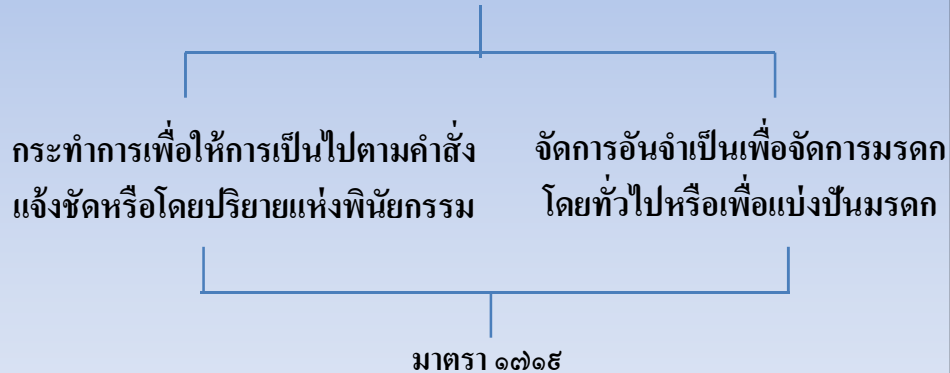 กระทำการเพื่อให้การเป็นไปตามคำสั่ง
แจ้งชัดหรือโดยปริยายแห่งพินัยกรรม
จัดการอันจำเป็นเพื่อจัดการมรดก
โดยทั่วไปหรือเพื่อแบ่งปันมรดก
มาตรา ๑๗๑๙